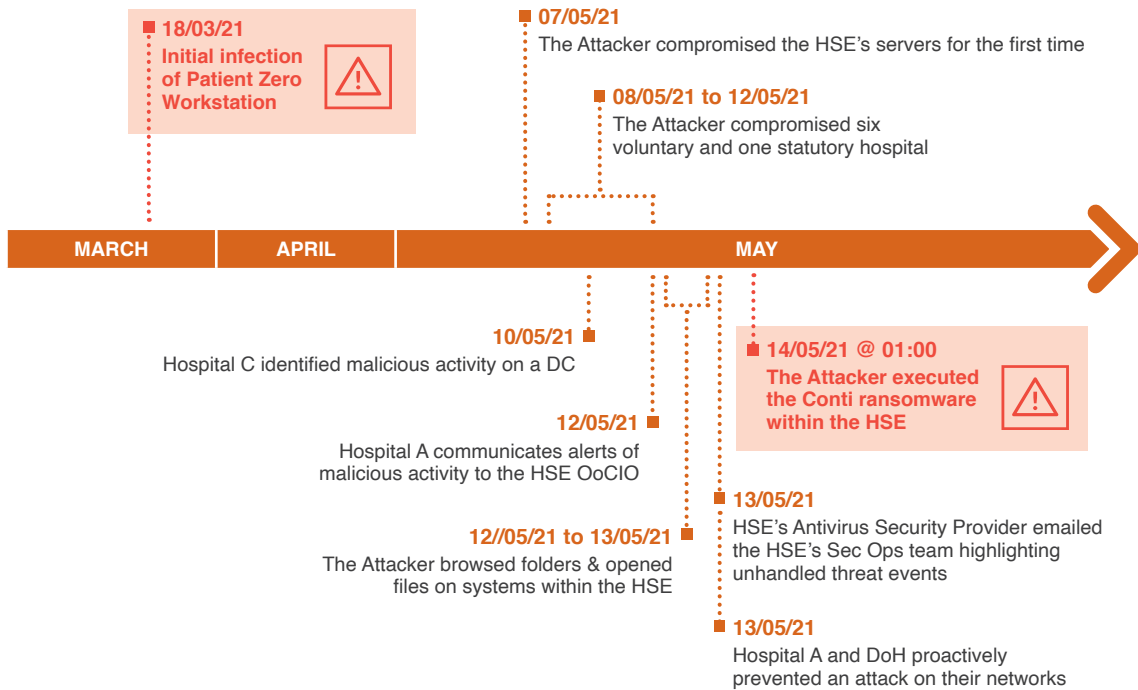 18/03/21
Initial infection
of Patient Zero
Workstation
07/05/21
The Attacker compromised the HSE's servers for the first time
08/05/21 to 12/05/21
The Attacker compromised six
voluntary and one statutory hospital
MARCH
APRIL
MAY
10/05/21
Hospital C identified malicious activity on a DC
12/05/21
Hospital A communicates alerts of
malicious activity to the HSE OoCIO
12//05/21 to 13/05/21
The Attacker browsed folders & opened
files on systems within the HSE
14/05/21 @ 01:00
The Attacker executed
the Conti ransomware
within the HSE
13/05/21
HSE's Antivirus Security Provider emailed
the HSE's Sec Ops team highlighting
unhandled threat events
13/05/21
Hospital A and DoH proactively
prevented an attack on their networks